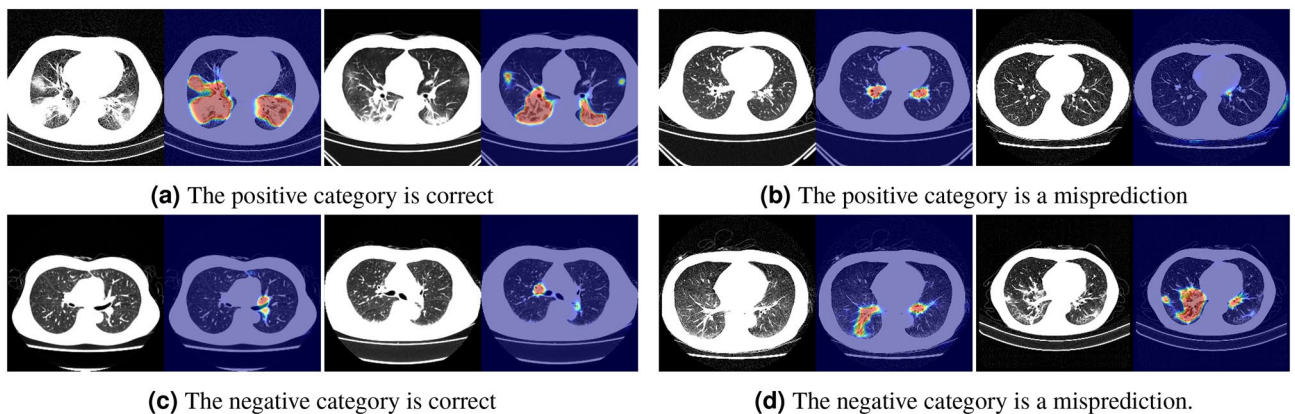 (a) The positive category is correct
(b) The positive category is a misprediction
(c) The negative category is correct
(d) The negative category is a misprediction.